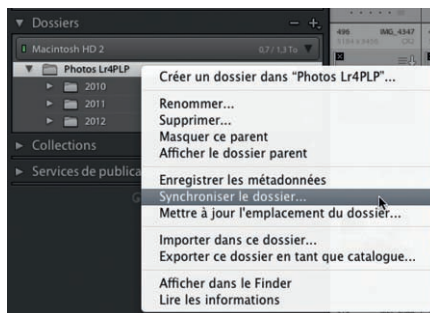 Dossiers
Macintosh HD 2 0,7 / 1,3 To
Photos Lr4PLP
2010
2011
2012
Collections
Services de publica
496 IMG_4347
CR2
Créer un dossier dans "Photos Lr4PLP"...
Renommer...
Supprimer...
Masquer ce parent
Afficher le dossier parent
Enregistrer les métadonnées
Synchroniser le dossier...
Mettre à jour l'emplacement du dossier...
Importer dans ce dossier...
Exporter ce dossier en tant que catalogue...
Afficher dans le Finder
Lire les informations